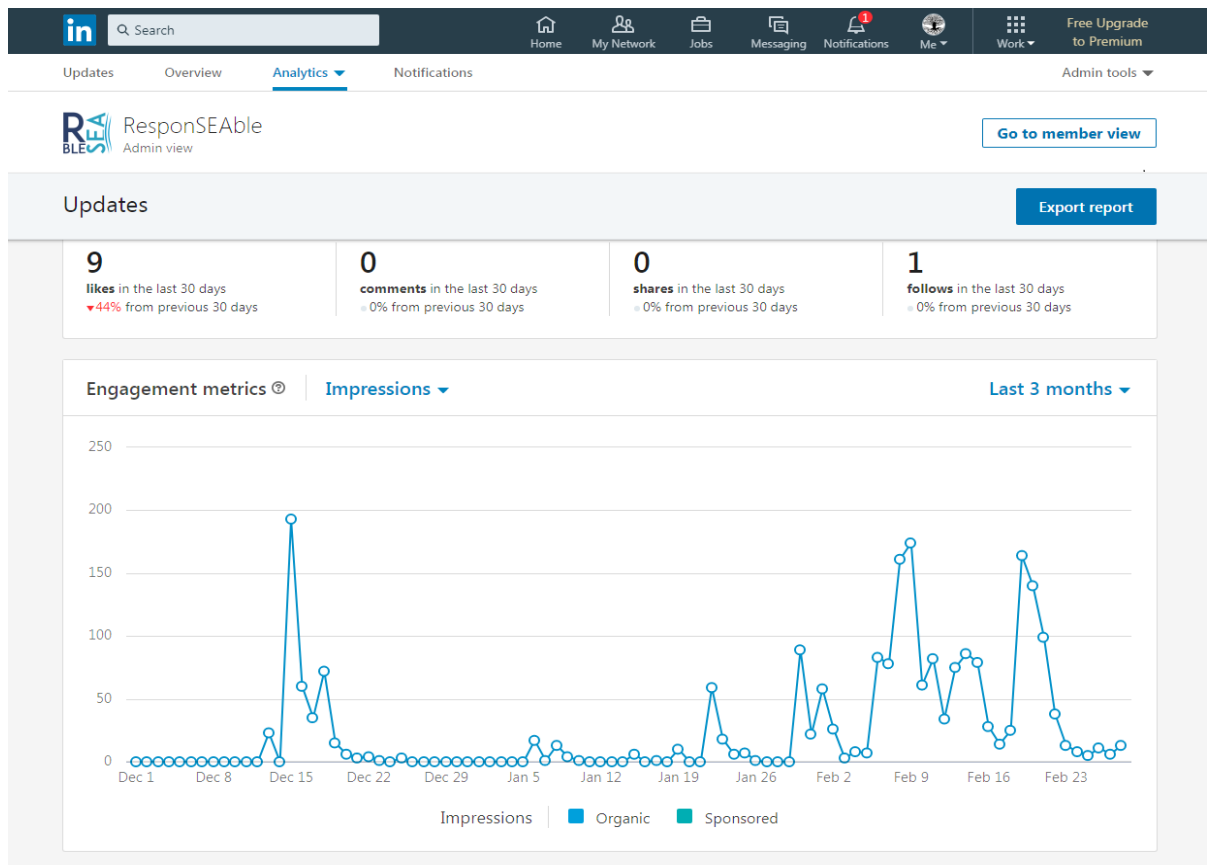 in Search
Home My Network Jobs Messaging 1 Notifications Me Work Free Upgrade
to Premium
Updates Overview Analytics Notifications Admin tools
R SEA BLE ResponSEAble
Admin view
Go to member view
Updates Export report
9 0 0 1
likes in the last 30 days comments in the last 30 days shares in the last 30 days follows in the last 30 days
44% from previous 30 days 0% from previous 30 days 0% from previous 30 days 0% from previous 30 days
Engagement metrics ? Impressions Last 3 months
250
200
150
100
50
0
Dec 1 Dec 8 Dec 15 Dec 22 Dec 29 Jan 5 Jan 12 Jan 19 Jan 26 Feb 2 Feb 9 Feb 16 Feb 23
Impressions Organic Sponsored